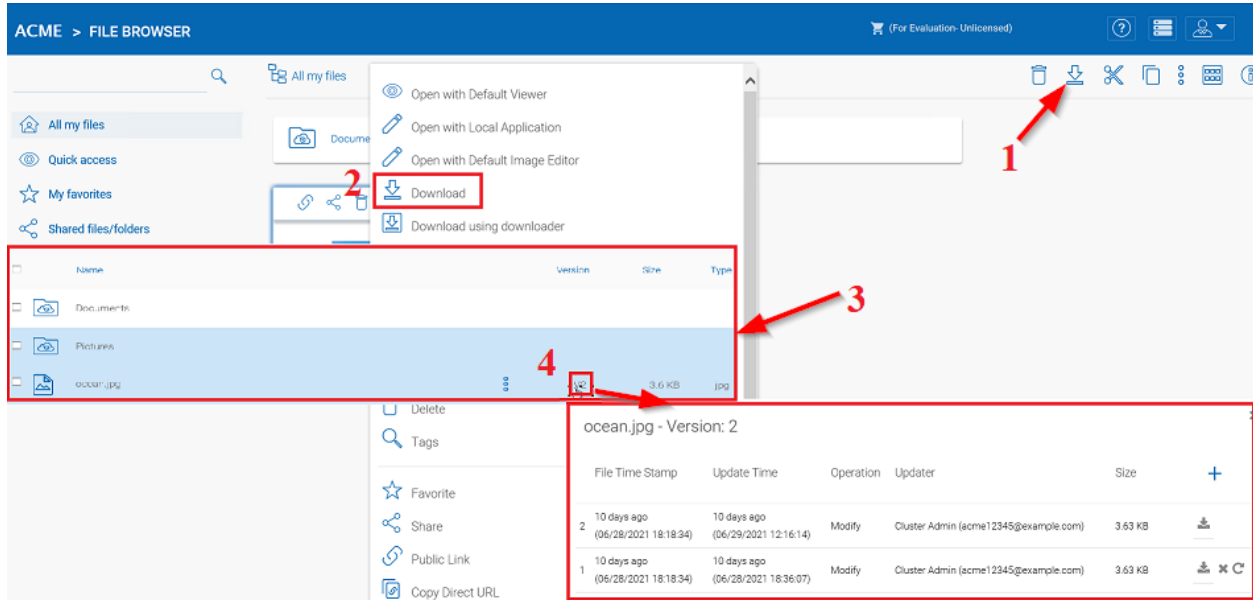 ACME > FILE BROWSER
(For Evaluation- Unlicensed)
All my files
All my files
Quick access
My favorites
Shared files/folders
Docume
Open with Default Viewer
Open with Local Application
Open with Default Image Editor
2
Download
Download using downloader
1
Name Version Size Type
Documents
Pictures
ocean.jpg V2 3.6 KB jpg
3
4
Delete
Tags
Favorite
Share
Public Link
Copy Direct URL
ocean.jpg - Version: 2
File Time Stamp Update Time Operation Updater Size
2 10 days ago 10 days ago Modify Cluster Admin (acme12345@example.com) 3.63 KB
(06/28/2021 18:18:34) (06/29/2021 12:16:14)
1 10 days ago 10 days ago Modify Cluster Admin (acme12345@example.com) 3.63 KB
(06/28/2021 18:18:34) (06/28/2021 18:36:07)